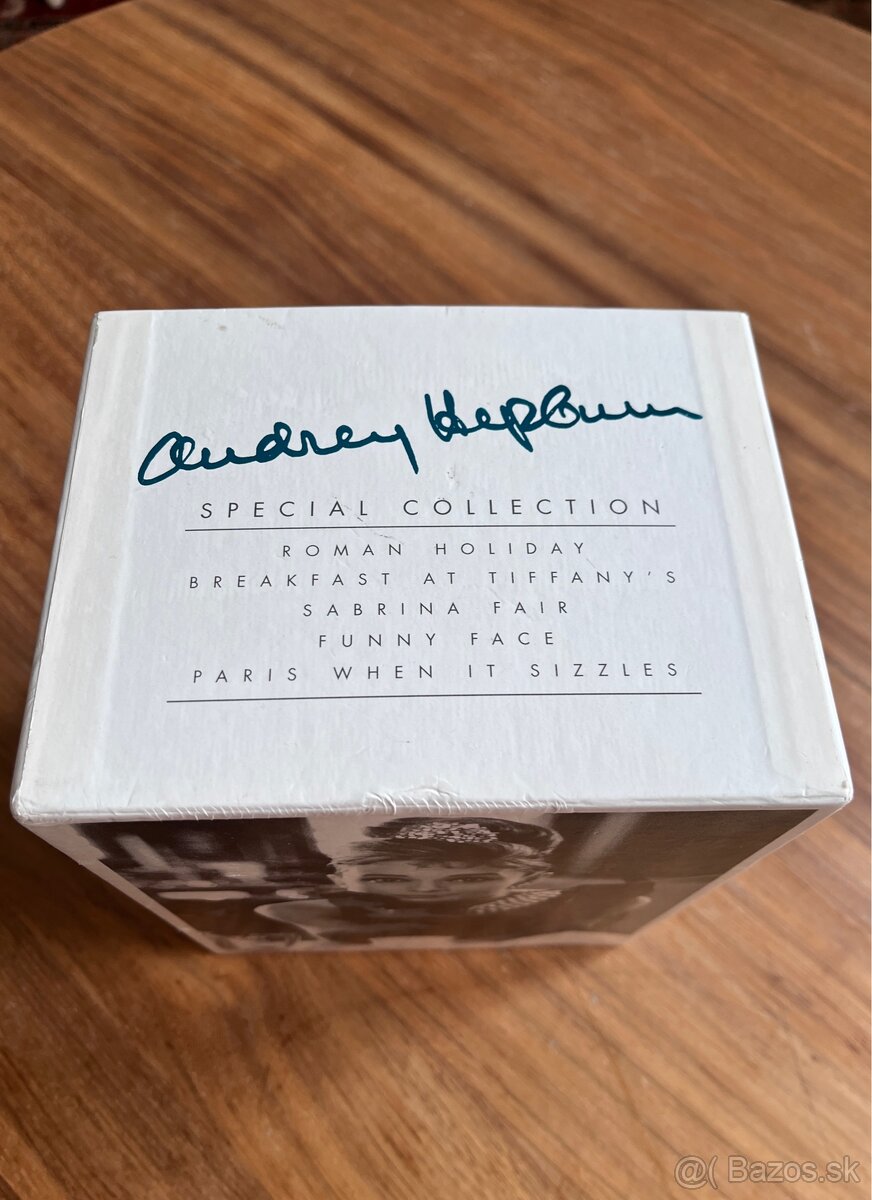 Audrey Hepburn
SPECIAL COLLECTION
ROMAN HOLIDAY
BREAKFAST AT TIFFANY'S
SABRINA FAIR
FUNNY FACE
PARIS WHEN IT SIZZLES
@( Bazos.sk